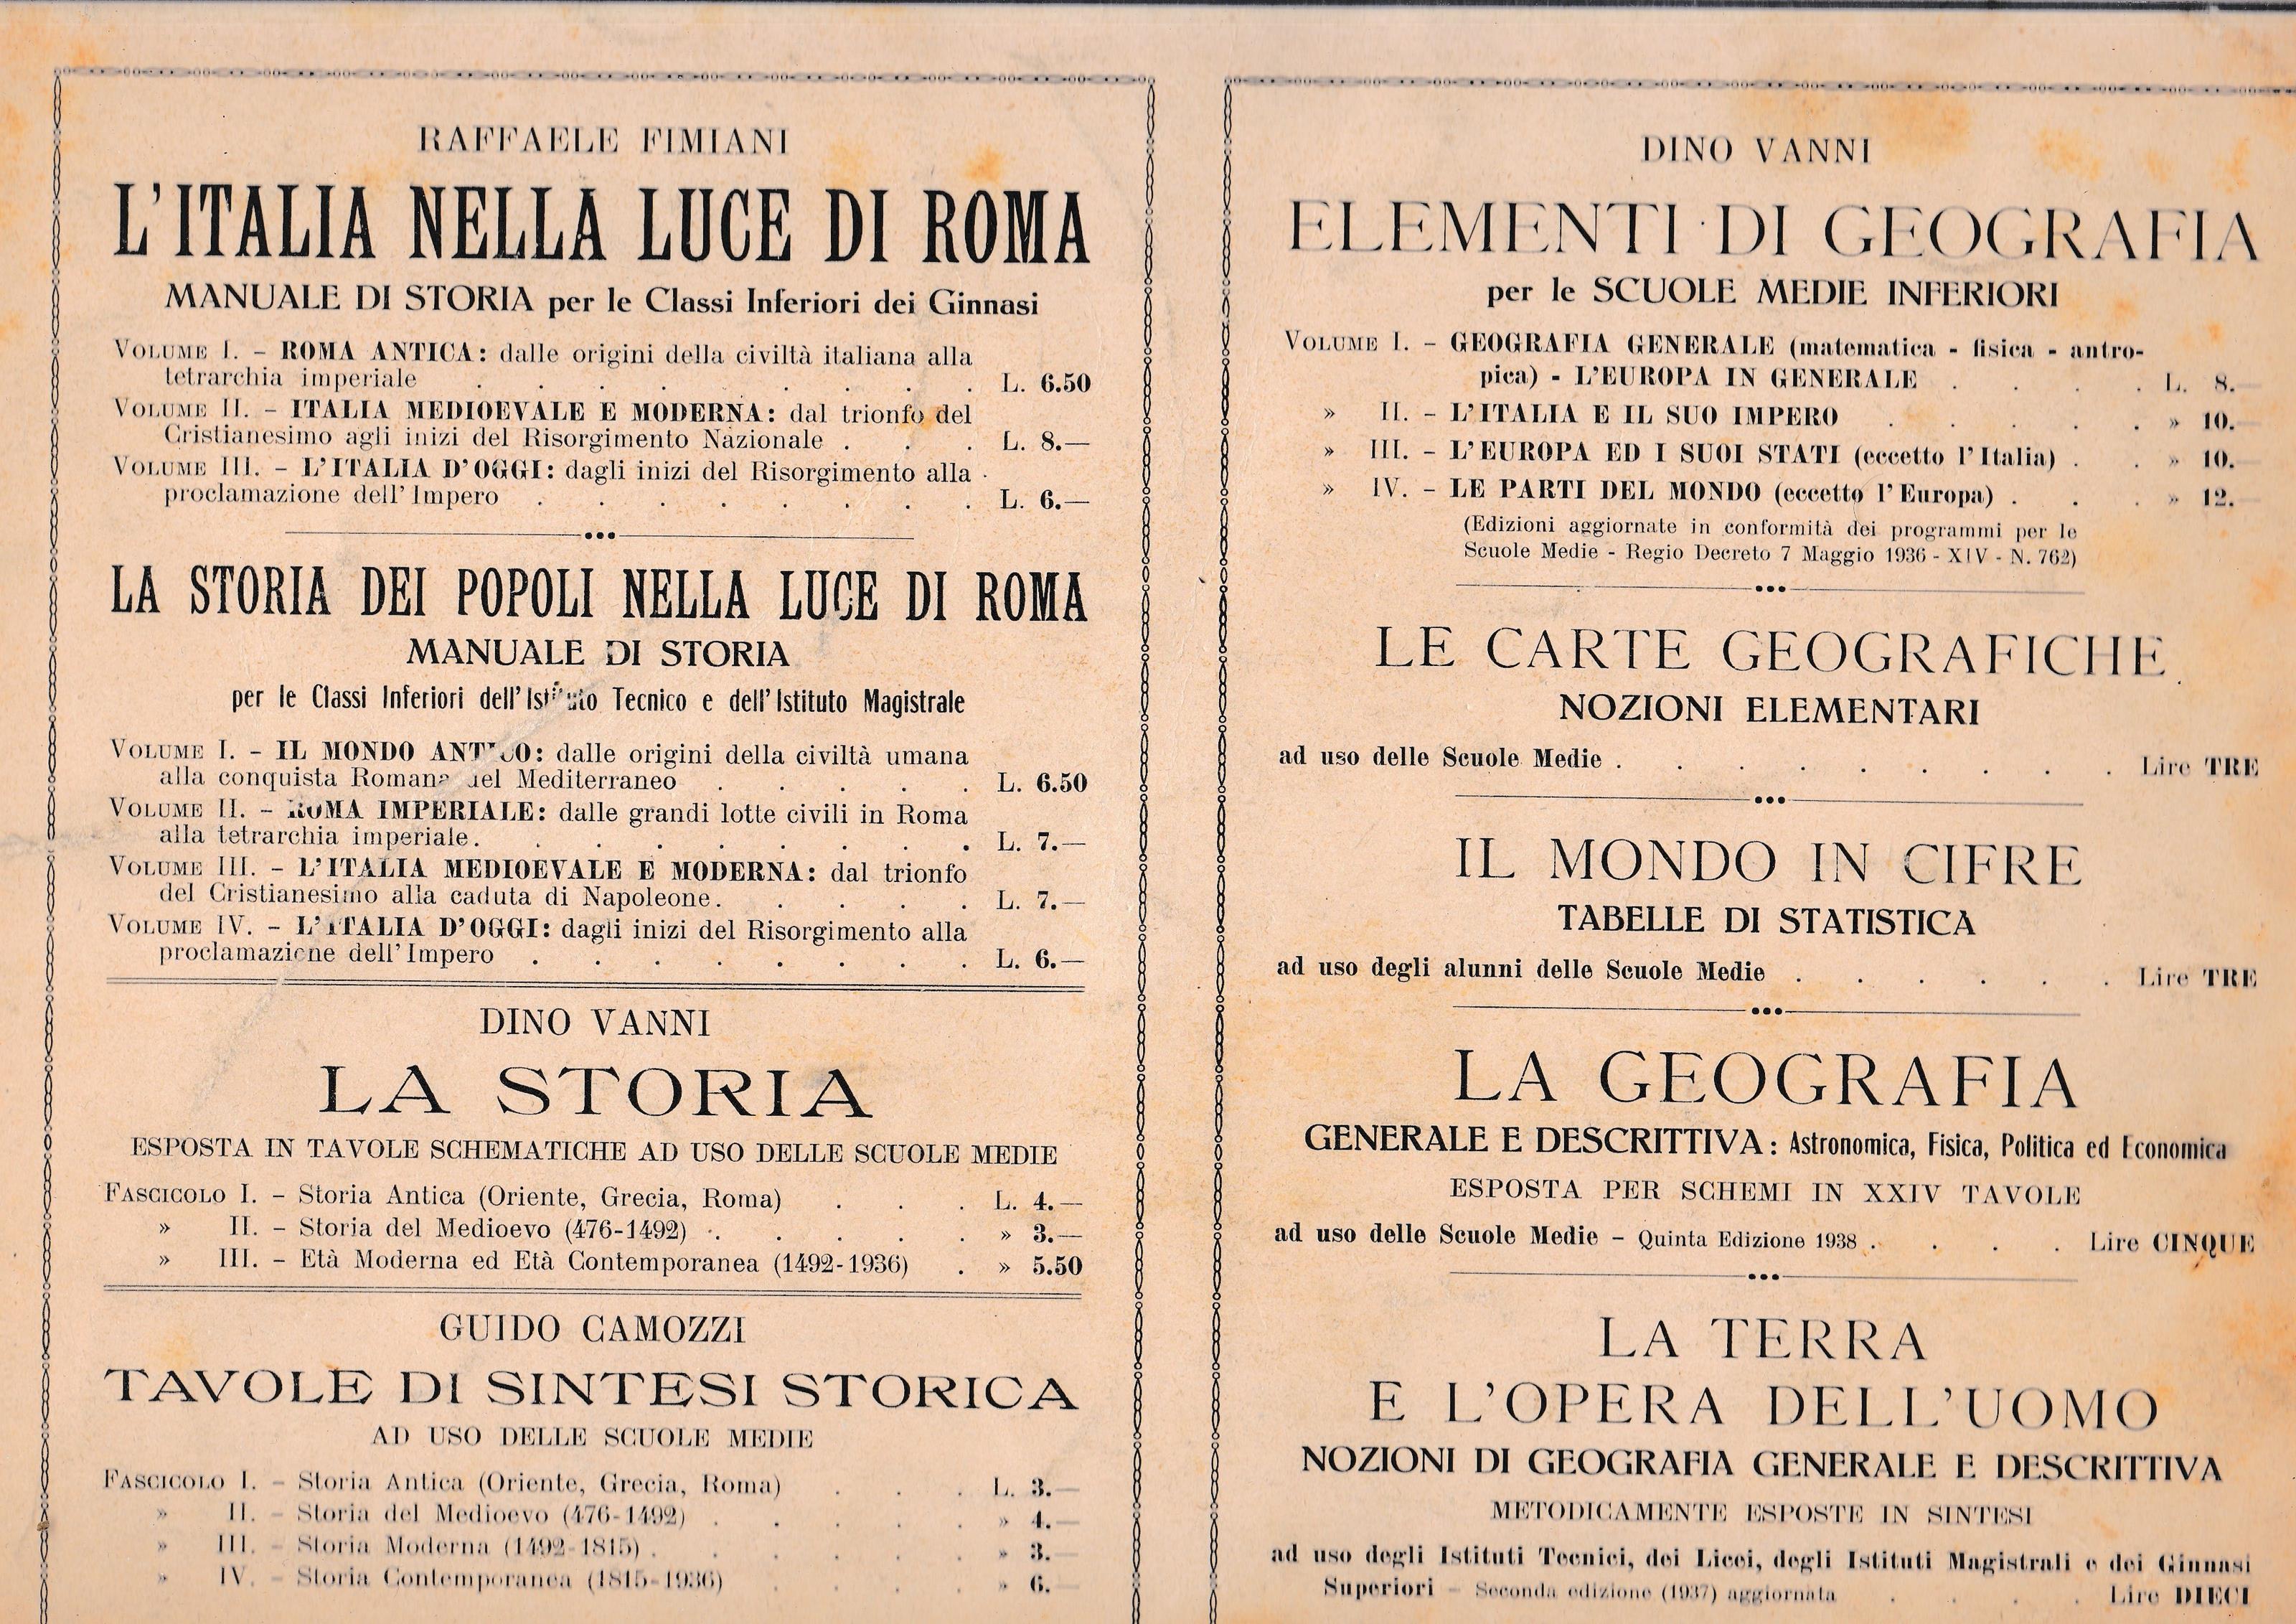 RAFFAELE FIMIANI
L'ITALIA NELLA LUCE DI ROMA
MANUALE DI STORIA per le Classi Inferiori dei Ginnasi
VOLUME I. – ROMA ANTICA: dalle origini della civiltà italiana alla
tetrarchia imperiale . . . . . . . . . L. 6.50
VOLUME II. – ITALIA MEDIOEVALE E MODERNA: dal trionfo del
Cristianesimo agli inizi del Risorgimento Nazionale . . . L. 8.—
VOLUME III. – L'ITALIA D'OGGI: dagli inizi del Risorgimento alla
proclamazione dell'Impero . . . . . . . . L. 6.—
LA STORIA DEI POPOLI NELLA LUCE DI ROMA
MANUALE DI STORIA
per le Classi Inferiori dell'Istituto Tecnico e dell'Istituto Magistrale
VOLUME I. – IL MONDO ANTICO: dalle origini della civiltà umana
alla conquista Romana del Mediterraneo . . . . . L. 6.50
VOLUME II. – ROMA IMPERIALE: dalle grandi lotte civili in Roma
alla tetrarchia imperiale. . . . . . . . . L. 7.—
VOLUME III. – L'ITALIA MEDIOEVALE E MODERNA: dal trionfo
del Cristianesimo alla caduta di Napoleone. . . . . L. 7.—
VOLUME IV. – L'ITALIA D'OGGI: dagli inizi del Risorgimento alla
proclamazione dell'Impero . . . . . . . . L. 6.—
DINO VANNI
LA STORIA
ESPOSTA IN TAVOLE SCHEMATICHE AD USO DELLE SCUOLE MEDIE
FASCICOLO I. – Storia Antica (Oriente, Grecia, Roma) . . . L. 4.—
» II. – Storia del Medioevo (476-1492) . . . . . » 3.—
» III. – Età Moderna ed Età Contemporanea (1492-1936) . » 5.50
GUIDO CAMOZZI
TAVOLE DI SINTESI STORICA
AD USO DELLE SCUOLE MEDIE
FASCICOLO I. – Storia Antica (Oriente, Grecia, Roma) . . . L. 3.—
» II. – Storia del Medioevo (476-1492) . . . . . » 4.—
» III. – Storia Moderna (1492-1815) . . . . . . » 3.—
» IV. – Storia Contemporanea (1815-1936) . . . . » 6.—
DINO VANNI
ELEMENTI DI GEOGRAFIA
per le SCUOLE MEDIE INFERIORI
VOLUME I. – GEOGRAFIA GENERALE (matematica - fisica - antro-
pica) - L'EUROPA IN GENERALE . . . . L. 8.—
» II. – L'ITALIA E IL SUO IMPERO . . . . . » 10.—
» III. – L'EUROPA ED I SUOI STATI (eccetto l'Italia) . . » 10.—
» IV. – LE PARTI DEL MONDO (eccetto l'Europa) . . . » 12.—
(Edizioni aggiornate in conformità dei programmi per le
Scuole Medie - Regio Decreto 7 Maggio 1936 - XIV - N. 762)
LE CARTE GEOGRAFICHE
NOZIONI ELEMENTARI
ad uso delle Scuole Medie . . . . . . . . . Lire TRE
IL MONDO IN CIFRE
TABELLE DI STATISTICA
ad uso degli alunni delle Scuole Medie . . . . . . Lire TRE
LA GEOGRAFIA
GENERALE E DESCRITTIVA: Astronomica, Fisica, Politica ed Economica
ESPOSTA PER SCHEMI IN XXIV TAVOLE
ad uso delle Scuole Medie – Quinta Edizione 1938 . . . . Lire CINQUE
LA TERRA
E L'OPERA DELL'UOMO
NOZIONI DI GEOGRAFIA GENERALE E DESCRITTIVA
METODICAMENTE ESPOSTE IN SINTESI
ad uso degli Istituti Tecnici, dei Licei, degli Istituti Magistrali e dei Ginnasi
Superiori – Seconda edizione (1937) aggiornata . . . . Lire DIECI